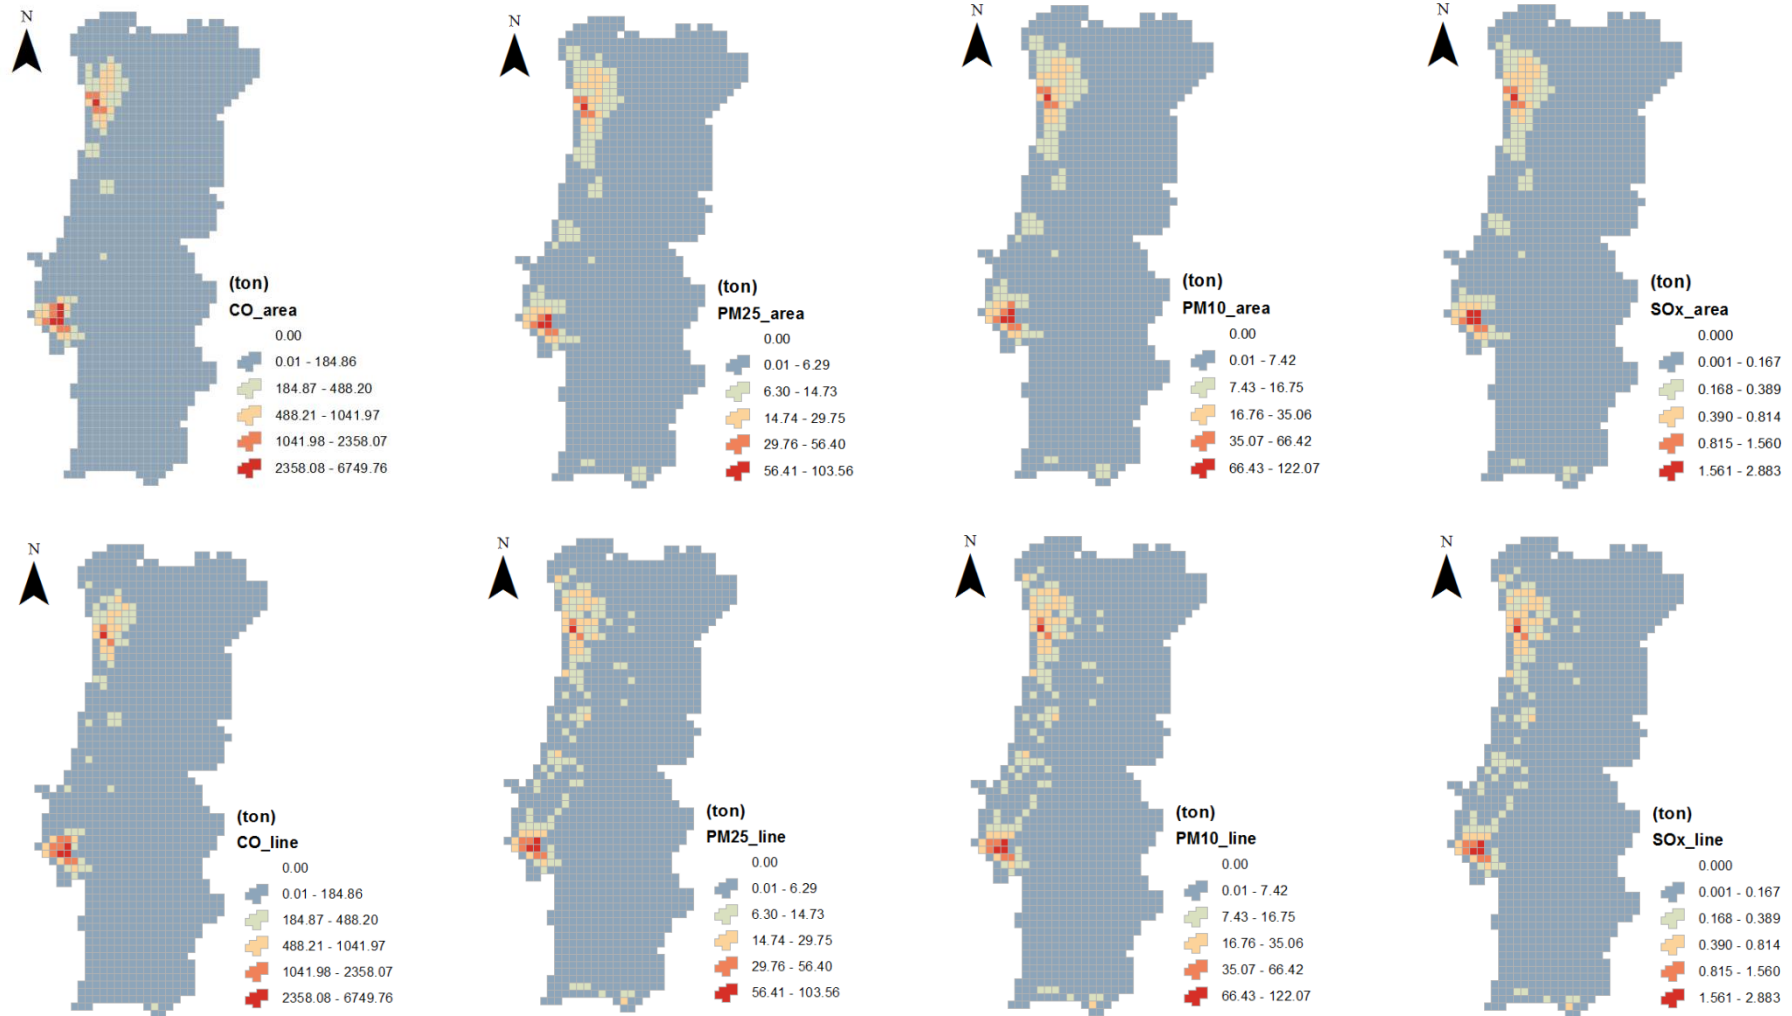 N
(ton)
CO_area
0.00
0.01 - 184.86
184.87 - 488.20
488.21 - 1041.97
1041.98 - 2358.07
2358.08 - 6749.76
N
(ton)
PM25_area
0.00
0.01 - 6.29
6.30 - 14.73
14.74 - 29.75
29.76 - 56.40
56.41 - 103.56
N
(ton)
PM10_area
0.00
0.01 - 7.42
7.43 - 16.75
16.76 - 35.06
35.07 - 66.42
66.43 - 122.07
N
(ton)
SOx_area
0.000
0.001 - 0.167
0.168 - 0.389
0.390 - 0.814
0.815 - 1.560
1.561 - 2.883
N
(ton)
CO_line
0.00
0.01 - 184.86
184.87 - 488.20
488.21 - 1041.97
1041.98 - 2358.07
2358.08 - 6749.76
N
(ton)
PM25_line
0.00
0.01 - 6.29
6.30 - 14.73
14.74 - 29.75
29.76 - 56.40
56.41 - 103.56
N
(ton)
PM10_line
0.00
0.01 - 7.42
7.43 - 16.75
16.76 - 35.06
35.07 - 66.42
66.43 - 122.07
N
(ton)
SOx_line
0.000
0.001 - 0.167
0.168 - 0.389
0.390 - 0.814
0.815 - 1.560
1.561 - 2.883